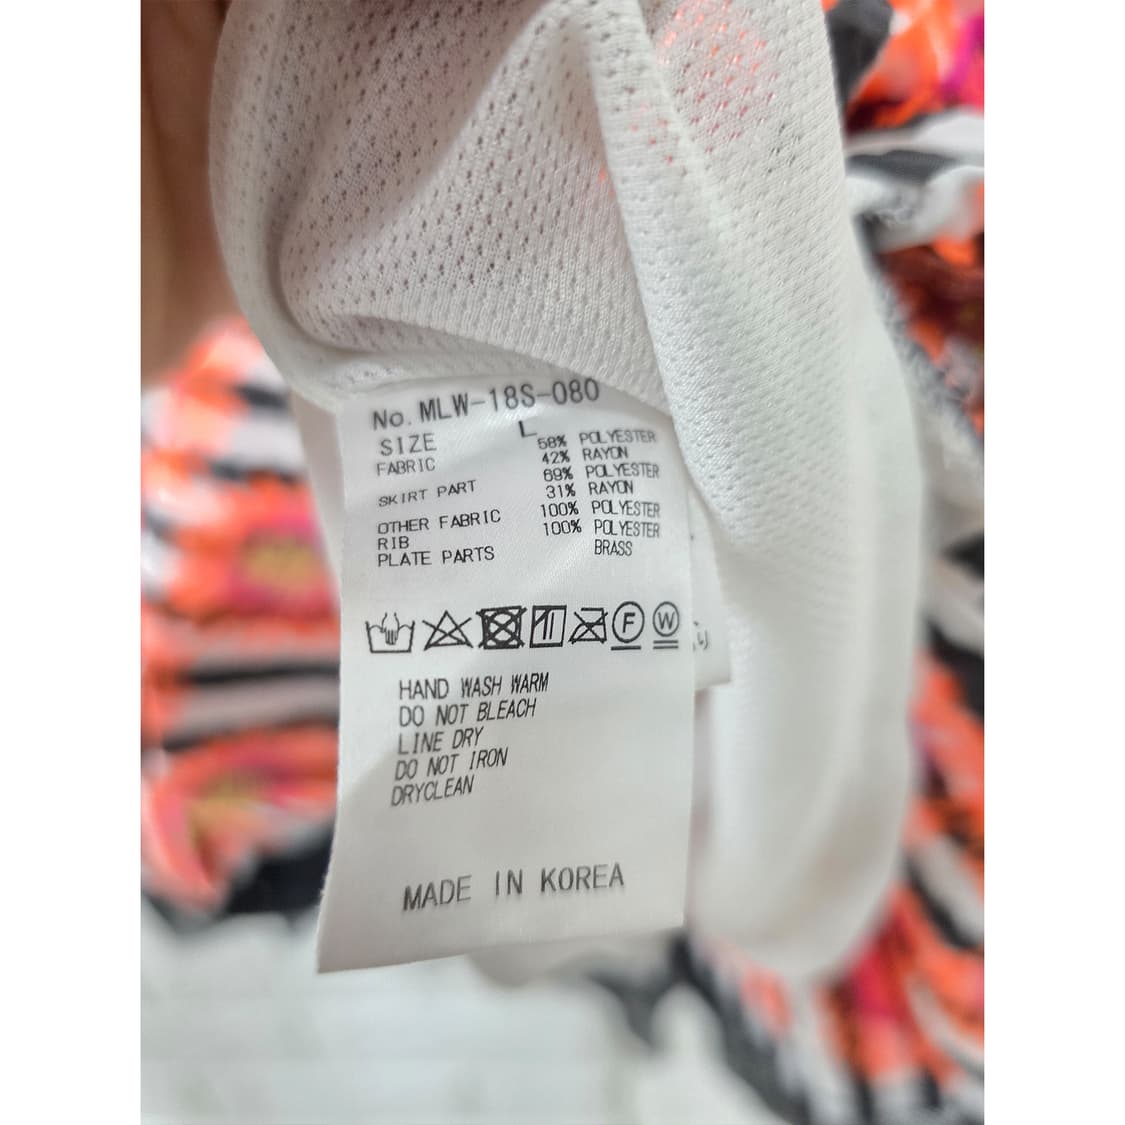 No. MLW-18S-080
SIZE L
FABRIC 58% POLYESTER
42% RAYON
SKIRT PART 69% POLYESTER
31% RAYON
OTHER FABRIC 100% POLYESTER
RIB 100% POLYESTER
PLATE PARTS BRASS
F W
HAND WASH WARM
DO NOT BLEACH
LINE DRY
DO NOT IRON
DRYCLEAN
MADE IN KOREA